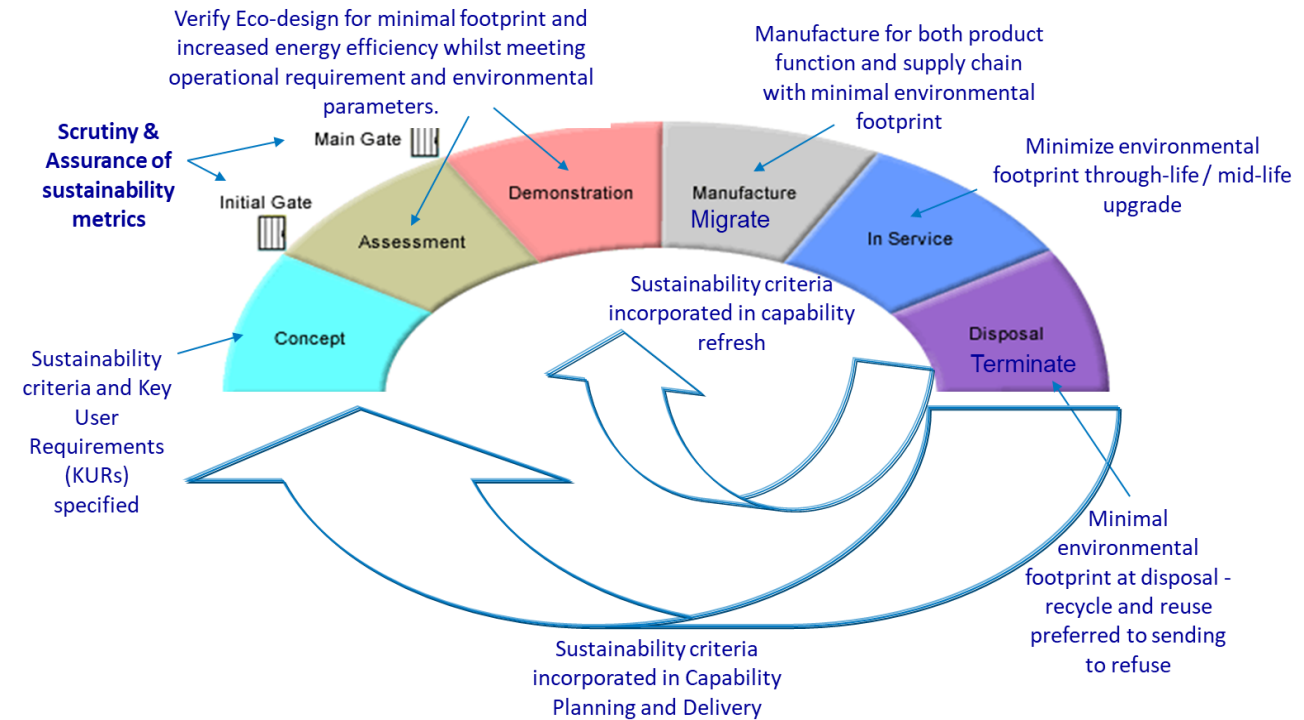 Verify Eco-design for minimal footprint and
increased energy efficiency whilst meeting
operational requirement and environmental
parameters.
Manufacture for both product
function and supply chain
with minimal environmental
footprint
Scrutiny &
Assurance of
sustainability
metrics
Main Gate
Initial Gate
Minimize environmental
footprint through-life / mid-life
upgrade
Concept
Assessment
Demonstration
Manufacture
Migrate
In Service
Disposal
Terminate
Sustainability criteria
incorporated in capability
refresh
Sustainability
criteria and Key
User
Requirements
(KURs)
specified
Minimal
environmental
footprint at disposal -
recycle and reuse
preferred to sending
to refuse
Sustainability criteria
incorporated in Capability
Planning and Delivery